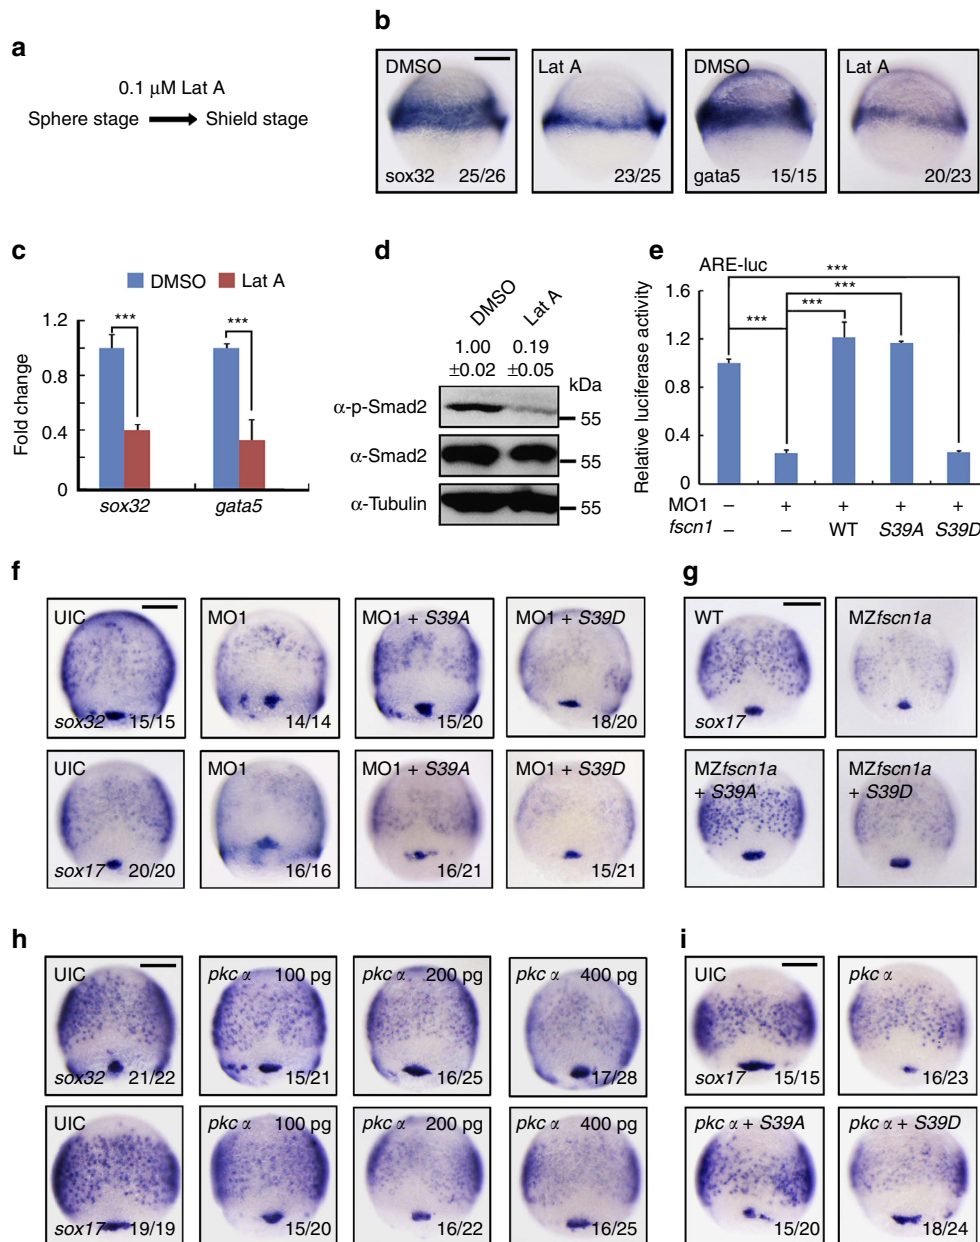 a
0.1 μM Lat A
Sphere stage Shield stage
b
DMSO
sox32 25/26
Lat A
23/25
DMSO
gata5 15/15
Lat A
20/23
c
DMSO Lat A
Fold change
1.2
0.4
0
***
***
sox32 gata5
d
DMSO Lat A
1.00 0.19
±0.02 ±0.05
kDa
α-p-Smad2 55
α-Smad2 55
α-Tubulin 55
e
ARE-luc
Relative luciferase activity
1.6
1.2
0.8
0.4
0
***
***
***
***
MO1 – + + + +
fscn1 – – WT S39A S39D
f
UIC
sox32 15/15
MO1
14/14
MO1 + S39A
15/20
MO1 + S39D
18/20
UIC
sox17 20/20
MO1
16/16
MO1 + S39A
16/21
MO1 + S39D
15/21
g
WT
sox17
MZfscn1a
MZfscn1a
+ S39A
MZfscn1a
+ S39D
h
UIC
sox32 21/22
pkc α 100 pg
15/21
pkc α 200 pg
16/25
pkc α 400 pg
17/28
UIC
sox17 19/19
pkc α 100 pg
15/20
pkc α 200 pg
16/22
pkc α 400 pg
16/25
i
UIC
sox17 15/15
pkc α
16/23
pkc α + S39A
15/20
pkc α + S39D
18/24